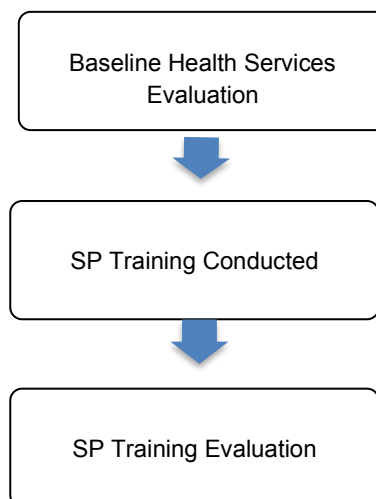 Baseline Health Services
Evaluation
SP Training Conducted
SP Training Evaluation